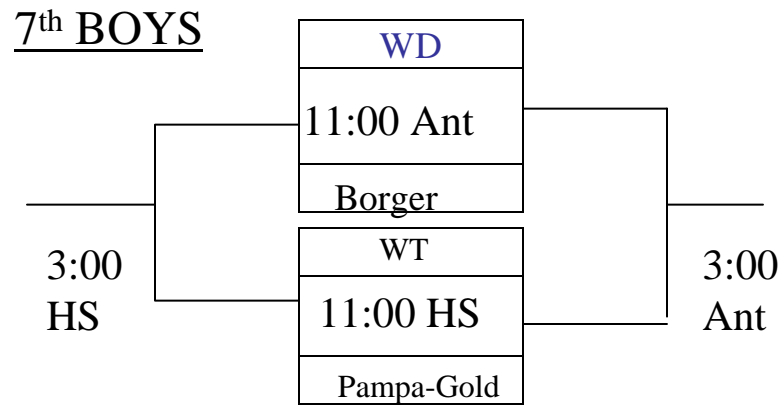 7th BOYS
WD
11:00 Ant
Borger
WT
3:00
HS
11:00 HS
3:00
Ant
Pampa-Gold